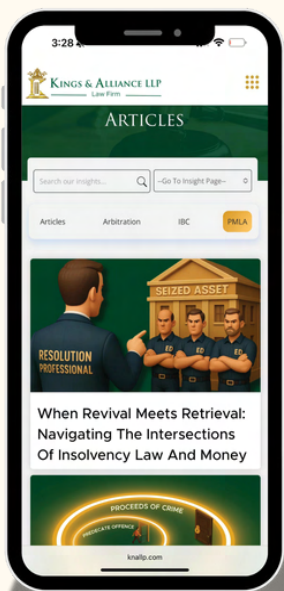 3:28
KINGS & ALLIANCE LLP
Law Firm
ARTICLES
Search our insights...
--Go To Insight Page--
Articles
Arbitration
IBC
PMLA
SEIZED ASSET
RESOLUTION
PROFESSIONAL
ED
ED
ED
When Revival Meets Retrieval:
Navigating The Intersections
Of Insolvency Law And Money
PROCEEDS OF CRIME
PREDICATE OFFENCE
knallp.com